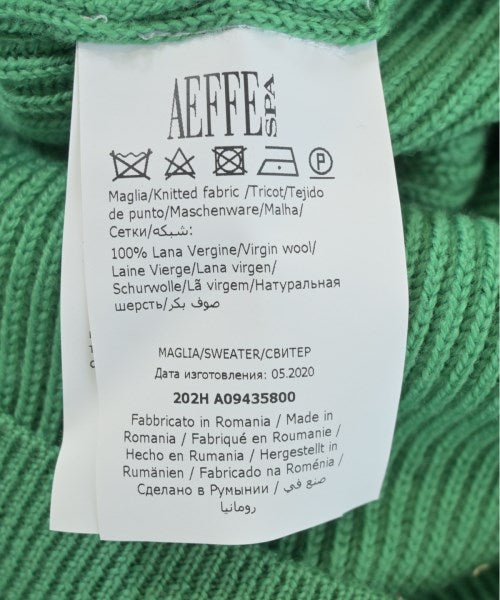 AEFFE SPA
P
Maglia/Knitted fabric /Tricot/Tejido
de punto/Maschenware/Malha/
Сетки/شبكه:
100% Lana Vergine/Virgin wool/
Laine Vierge/Lana virgen/
Schurwolle/Lã virgem/Натуральная
шерсть/صوف بكر
MAGLIA/SWEATER/СВИТЕР
Дата изготовления: 05.2020
202H A09435800
Fabbricato in Romania / Made in
Romania / Fabriqué en Roumanie /
Hecho en Rumania / Hergestellt in
Rumänien / Fabricado na Roménia /
Сделано в Румынии / صنع في
رومانيا